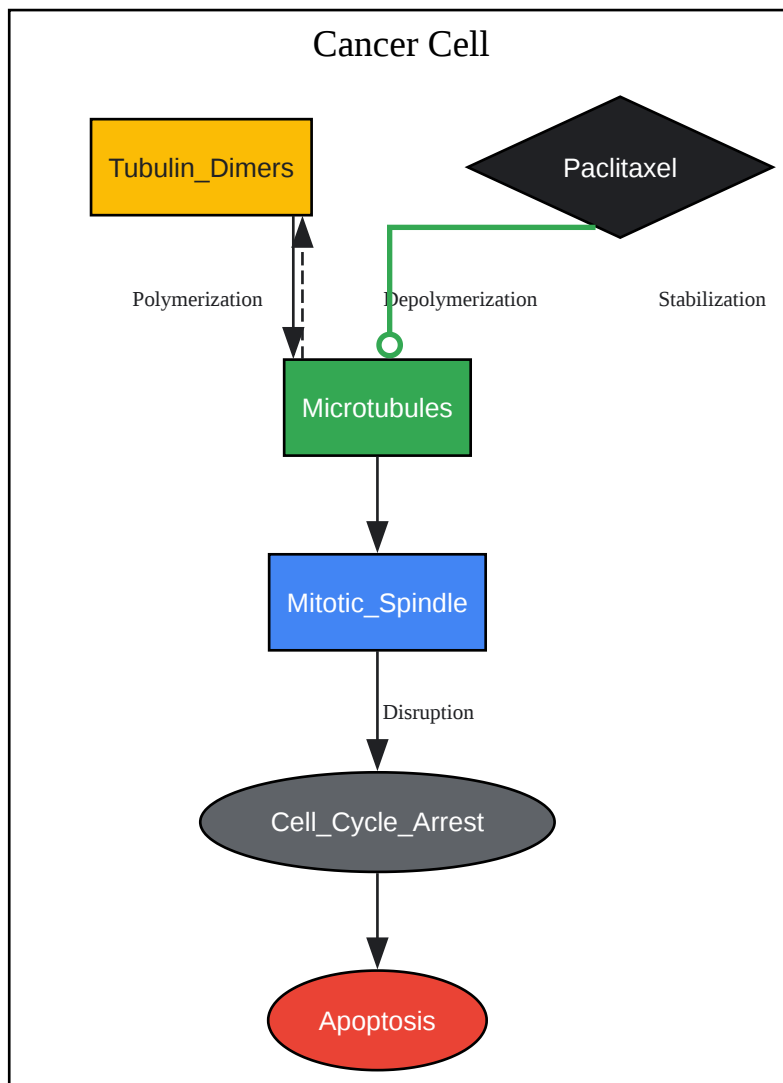 Cancer Cell
Tubulin_Dimers
Paclitaxel
Polymerization
Depolymerization
Stabilization
Microtubules
Mitotic_Spindle
Disruption
Cell_Cycle_Arrest
Apoptosis